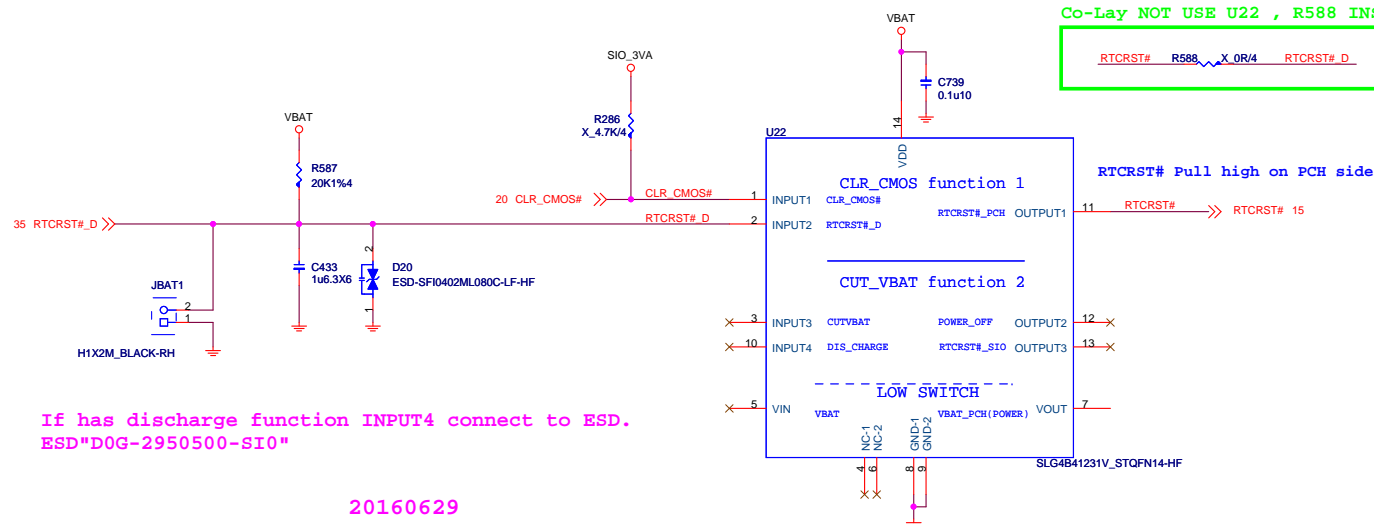 Co-Lay NOT USE U22 , R588 INS
RTCRST# R588 X_0R/4 RTCRST#_D
VBAT
C739
0.1u10
SIO_3VA
R286
X_4.7K/4
VBAT
R587
20K1%4
U22
14
VDD
RTCRST# Pull high on PCH side
CLR_CMOS function 1
20 CLR_CMOS# CLR_CMOS# 1 INPUT1 CLR_CMOS#
RTCRST#_PCH OUTPUT1 11 RTCRST# RTCRST# 15
35 RTCRST#_D RTCRST#_D 2 INPUT2 RTCRST#_D
C433
1u6.3X6
2
D20
ESD-SFI0402ML080C-LF-HF
1
CUT_VBAT function 2
JBAT1
2
1
H1X2M_BLACK-RH
3 INPUT3 CUTVBAT POWER_OFF OUTPUT2 12
10 INPUT4 DIS_CHARGE RTCRST#_SIO OUTPUT3 13
LOW SWITCH
5 VIN VBAT VBAT_PCH(POWER) VOUT 7
NC-1
NC-2
GND-1
GND-2
4
6
8
9
SLG4B41231V_STQFN14-HF
If has discharge function INPUT4 connect to ESD.
ESD"D0G-2950500-SI0"
20160629